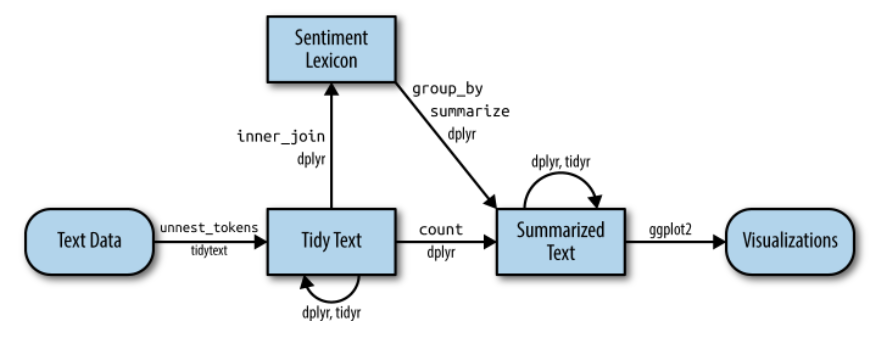 Sentiment
Lexicon
group_by
summarize
dplyr
inner_join
dplyr
dplyr, tidyr
Text Data
unnest_tokens
tidytext
Tidy Text
count
dplyr
Summarized
Text
ggplot2
Visualizations
dplyr, tidyr